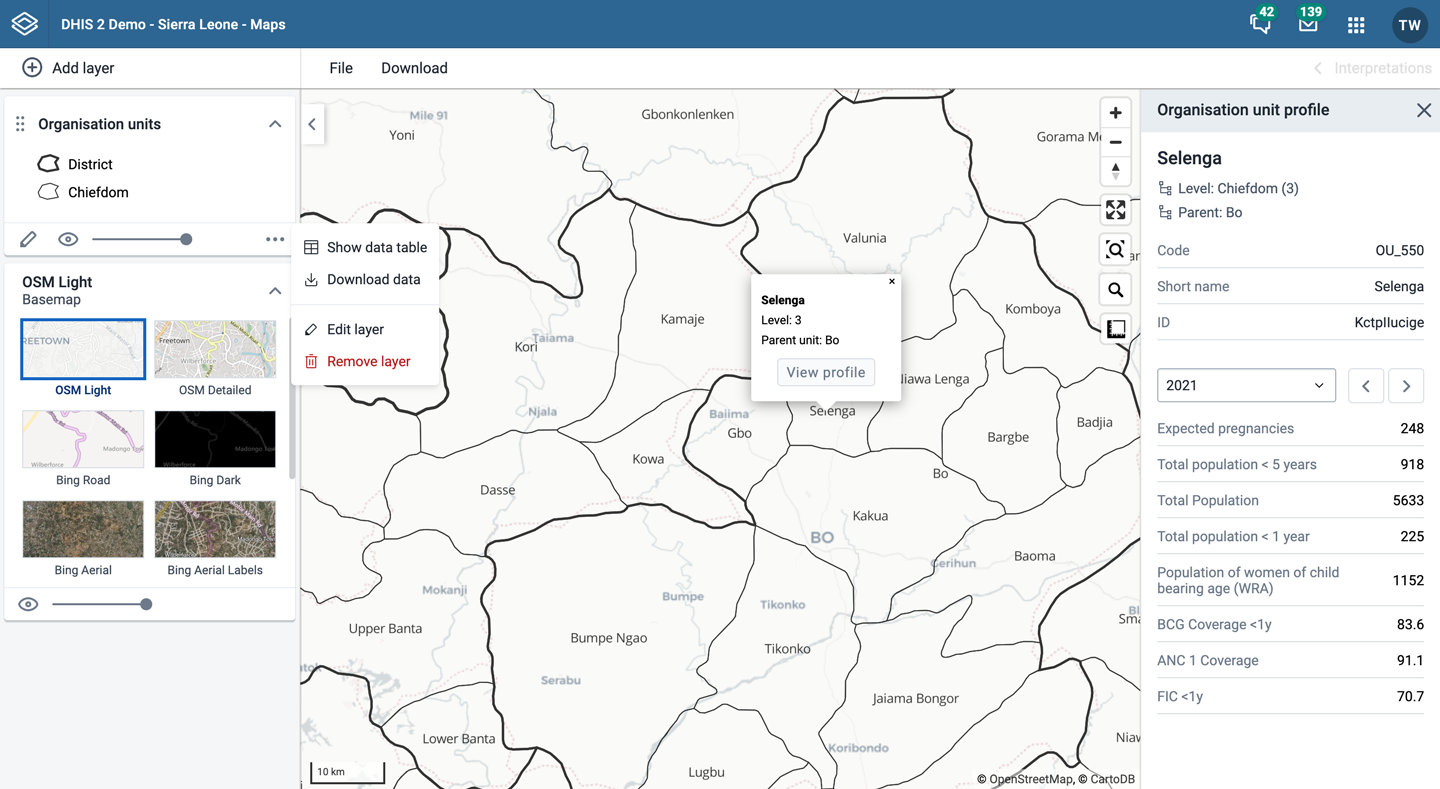 DHIS 2 Demo - Sierra Leone - Maps
42
139
TW
Add layer
File
Download
Interpretations
Organisation units
District
Chiefdom
Show data table
Download data
Edit layer
Remove layer
OSM Light
Basemap
REETOWN
Freetown
Wilberforce
OSM Light
OSM Detailed
Wilberforce
Bing Road
Bing Dark
Bing Aerial
Bing Aerial Labels
Mile 91
Yoni
Gbonkonlenken
Gorama Me
Valunia
Komboya
Kamaje
Kori
Taiama
Selenga
Level: 3
Parent unit: Bo
View profile
Niawa Lenga
Selenga
Njala
Baiima
Gbo
Bargbe
Badjia
Kowa
Bo
Dasse
Kakua
BO
Baoma
Gerihun
Mokanji
Bumpe
Tikonko
Upper Banta
Bumpe Ngao
Tikonko
Serabu
Jaiama Bongor
Lower Banta
Koribondo
Lugbu
10 km
© OpenStreetMap, © CartoDB
Organisation unit profile
Selenga
Level: Chiefdom (3)
Parent: Bo
Code OU_550
Short name Selenga
ID KctpIIucige
2021
Expected pregnancies 248
Total population < 5 years 918
Total Population 5633
Total population < 1 year 225
Population of women of child
bearing age (WRA) 1152
BCG Coverage <1y 83.6
ANC 1 Coverage 91.1
FIC <1y 70.7